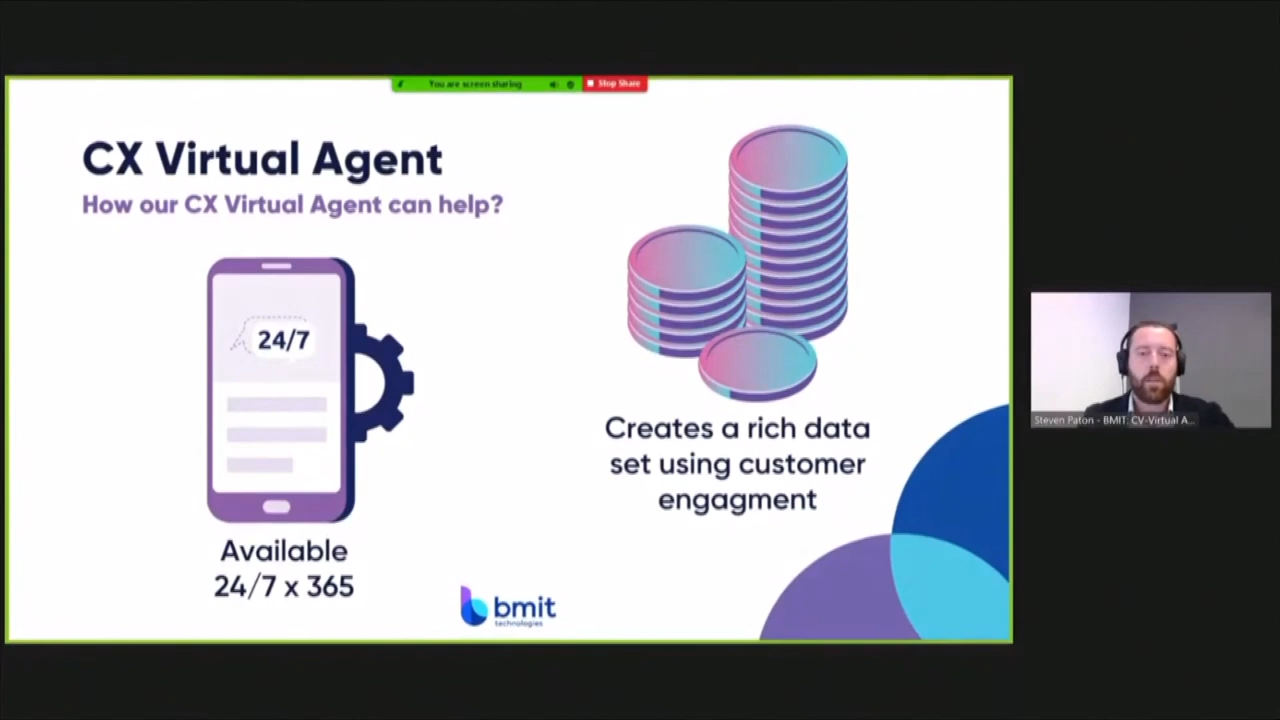 You are screen sharing
Stop Share
CX Virtual Agent
How our CX Virtual Agent can help?
24/7
Available
24/7 x 365
Creates a rich data
set using customer
engagment
bmit
technologies
Steven Paton - BMIT: CV-Virtual A...